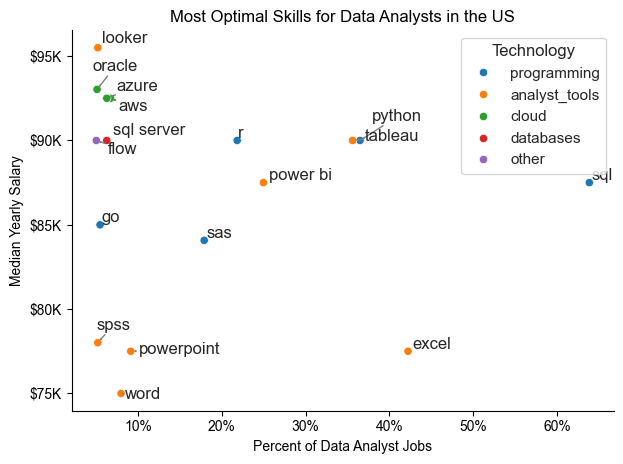 Most Optimal Skills for Data Analysts in the US
Technology
programming
analyst_tools
cloud
databases
other
looker
oracle
azure
aws
sql server
flow
r
python
tableau
power bi
sql
go
sas
spss
powerpoint
excel
word
$95K
$90K
$85K
$80K
$75K
Median Yearly Salary
10%
20%
30%
40%
50%
60%
Percent of Data Analyst Jobs